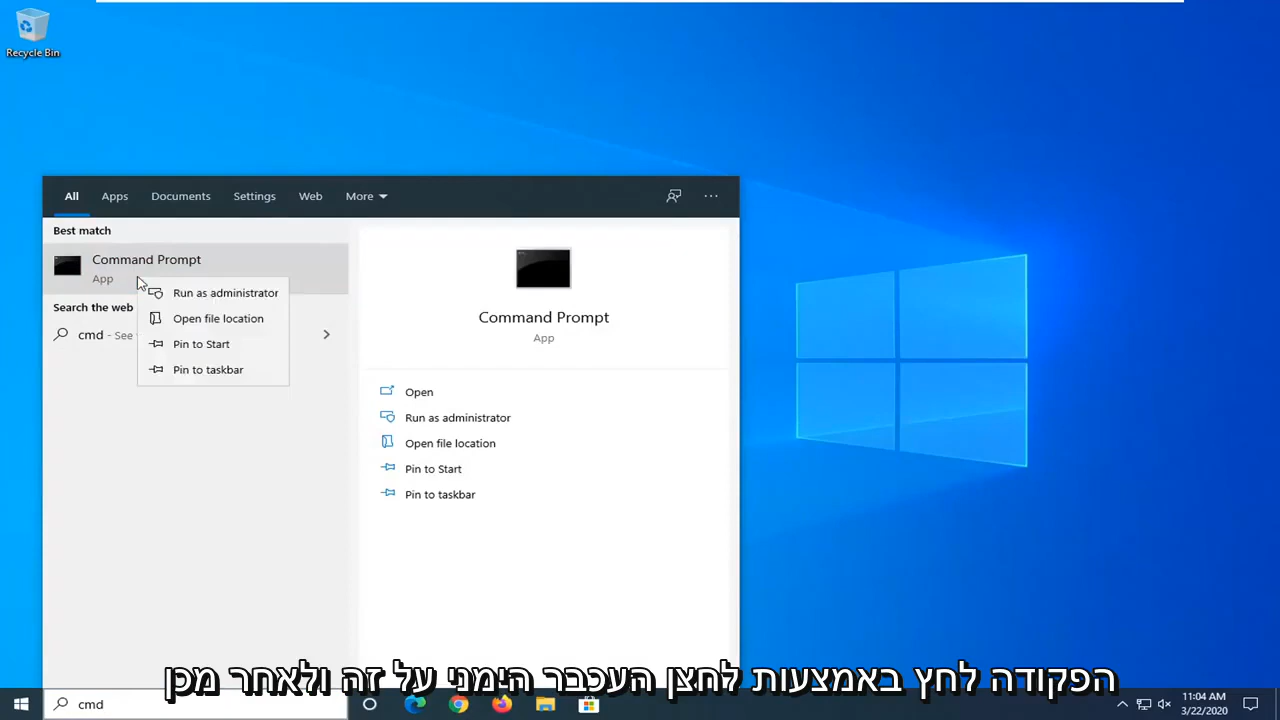 Recycle Bin
All
Apps
Documents
Settings
Web
More
Best match
Command Prompt
App
Search the web
cmd - See
Run as administrator
Open file location
Pin to Start
Pin to taskbar
Command Prompt
App
Open
Run as administrator
Open file location
Pin to Start
Pin to taskbar
הפקודה לחץ באמצעות לחצן העכבר הימני על זה ולאחר מכן
cmd
11:04 AM
3/22/2020